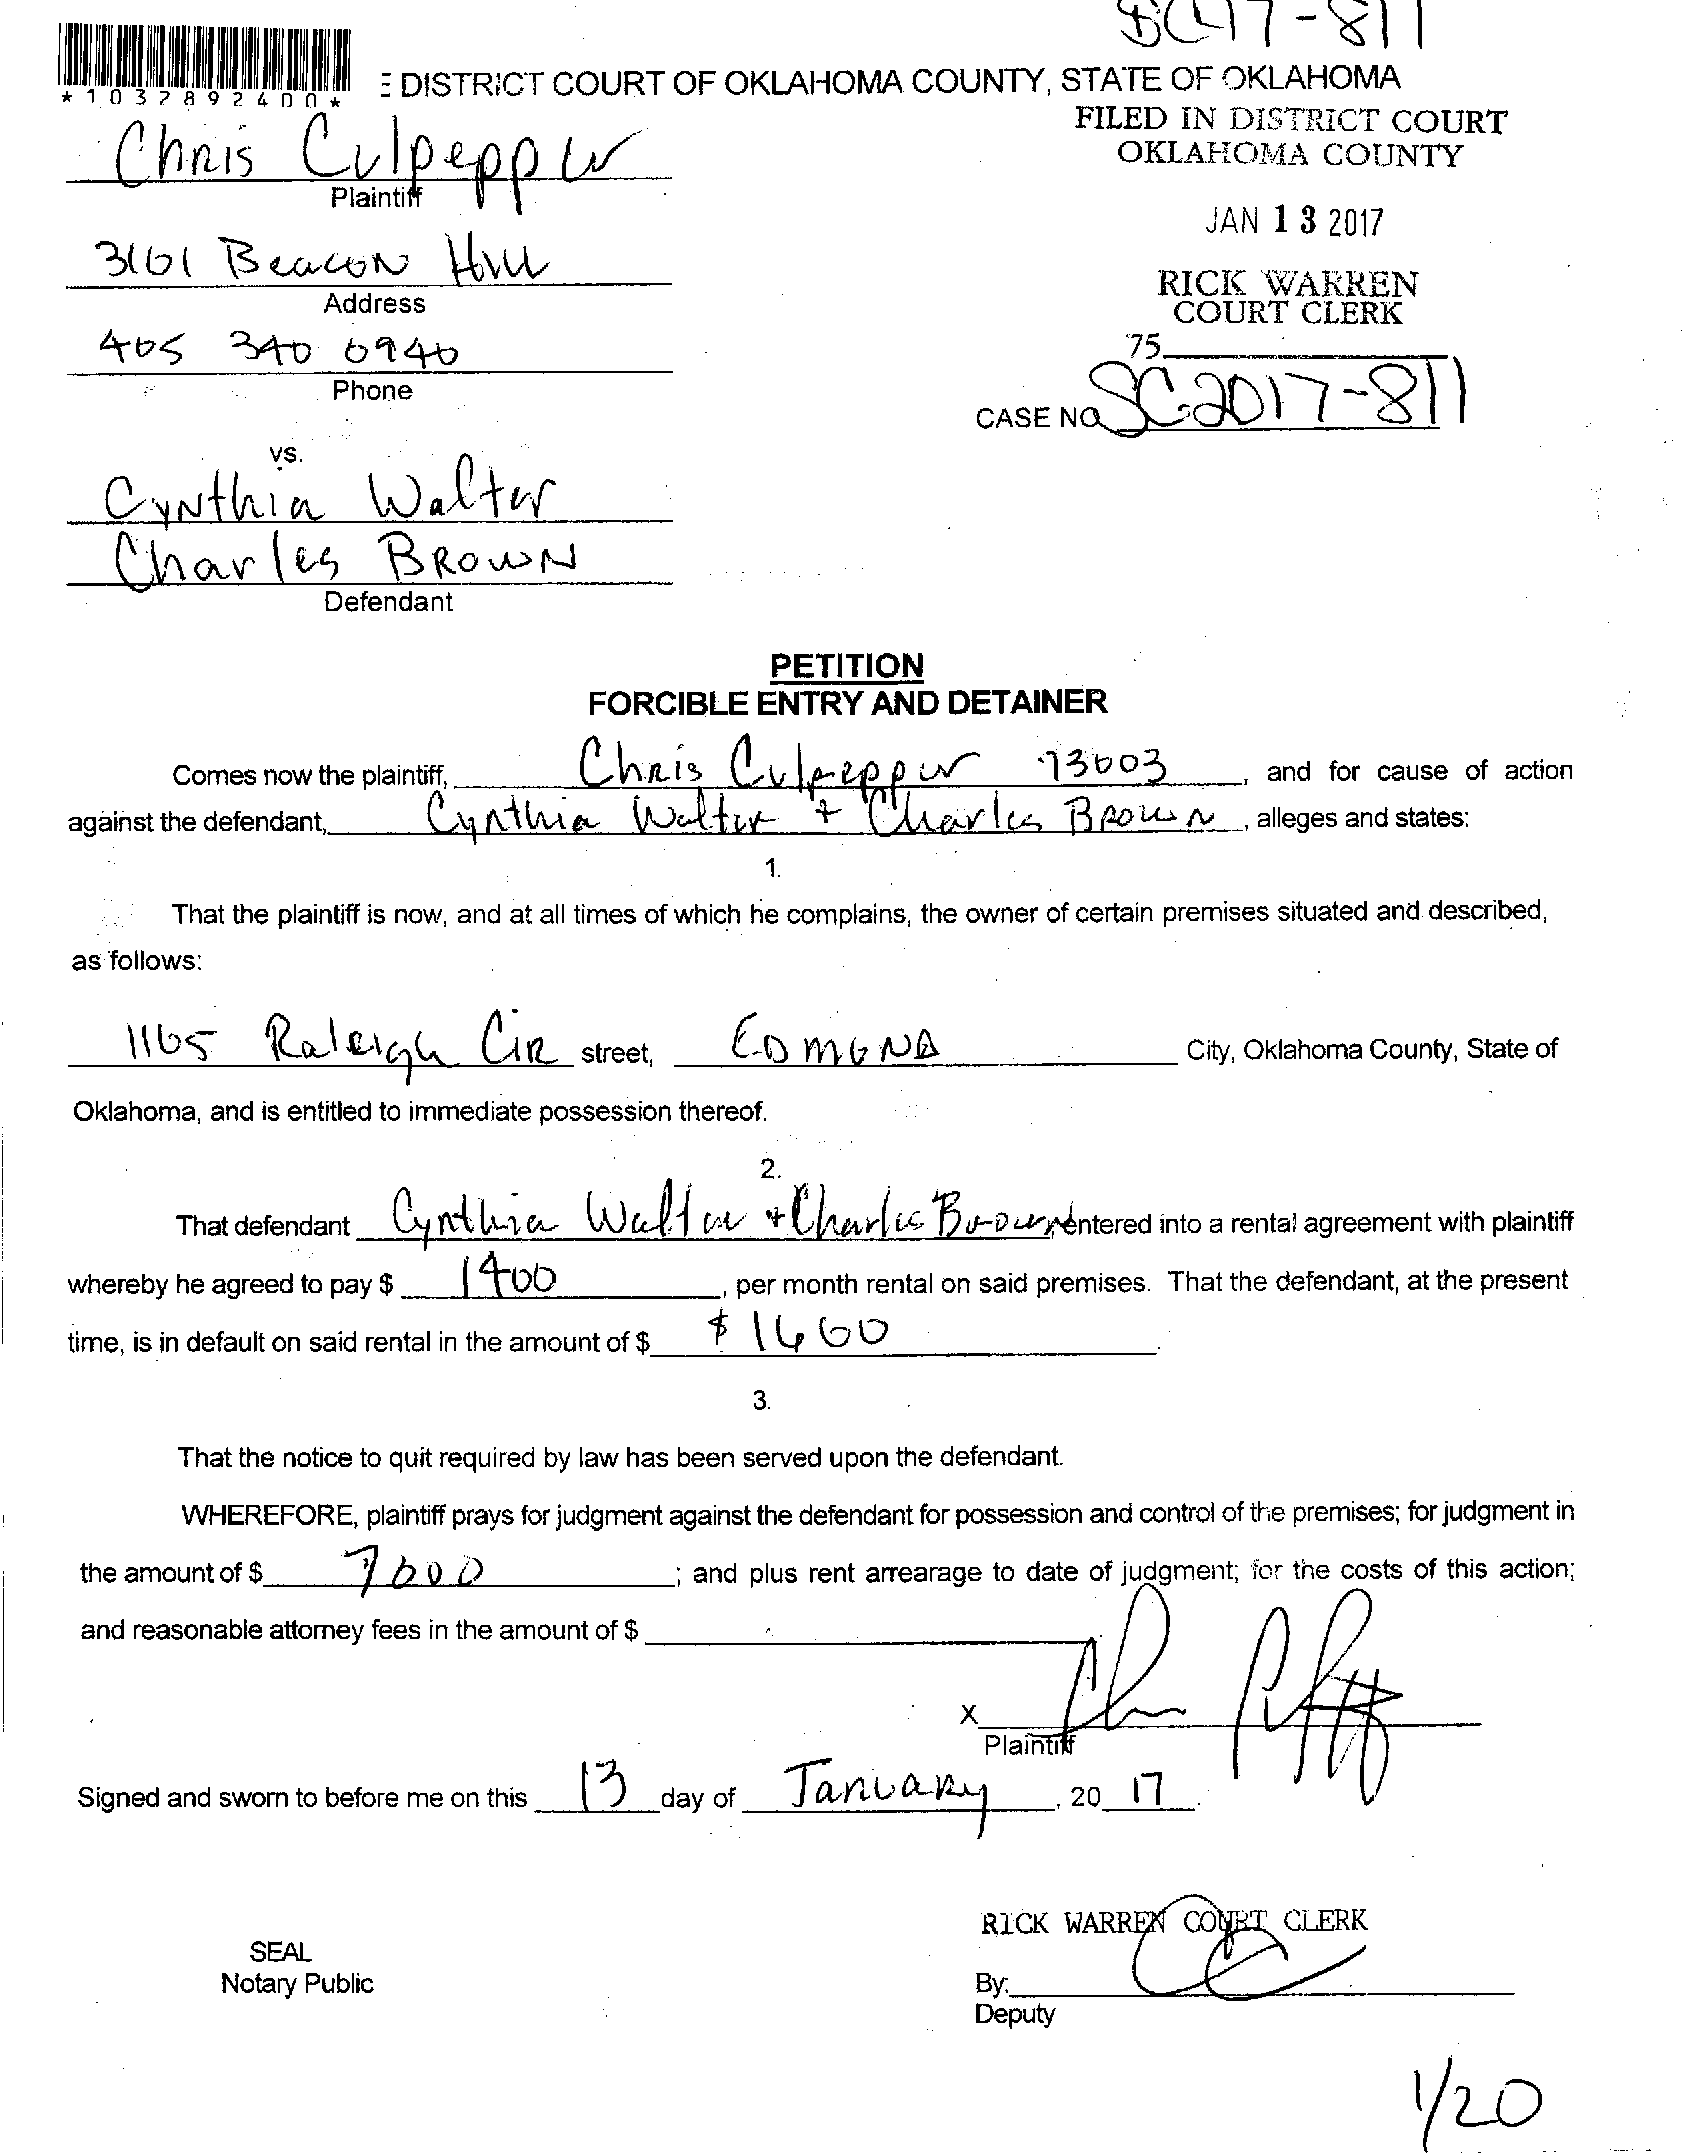 SC17-811
*1037892400*
E DISTRICT COURT OF OKLAHOMA COUNTY, STATE OF OKLAHOMA
FILED IN DISTRICT COURT
OKLAHOMA COUNTY
Chris Culpepper
Plaintiff
JAN 13 2017
3161 Beacon Hill
Address
RICK WARREN
COURT CLERK
405 340 0940
Phone
75
CASE NO. SC-2017-811
vs.
Cynthia Walter
Charles Brown
Defendant
PETITION
FORCIBLE ENTRY AND DETAINER
Comes now the plaintiff, Chris Culpepper 73003, and for cause of action
against the defendant, Cynthia Walter + Charles Brown, alleges and states:
1.
That the plaintiff is now, and at all times of which he complains, the owner of certain premises situated and described,
as follows:
1165 Raleigh Cir street, Edmond City, Oklahoma County, State of
Oklahoma, and is entitled to immediate possession thereof.
2.
That defendant Cynthia Walter + Charles Brown entered into a rental agreement with plaintiff
whereby he agreed to pay $ 1400, per month rental on said premises. That the defendant, at the present
time, is in default on said rental in the amount of $ $1660.
3.
That the notice to quit required by law has been served upon the defendant.
WHEREFORE, plaintiff prays for judgment against the defendant for possession and control of the premises; for judgment in
the amount of $ 7600; and plus rent arrearage to date of judgment; for the costs of this action;
and reasonable attorney fees in the amount of $
X
Plaintiff
Signed and sworn to before me on this 13 day of January, 20 17.
RICK WARREN COURT CLERK
SEAL
Notary Public
By:
Deputy
1/20